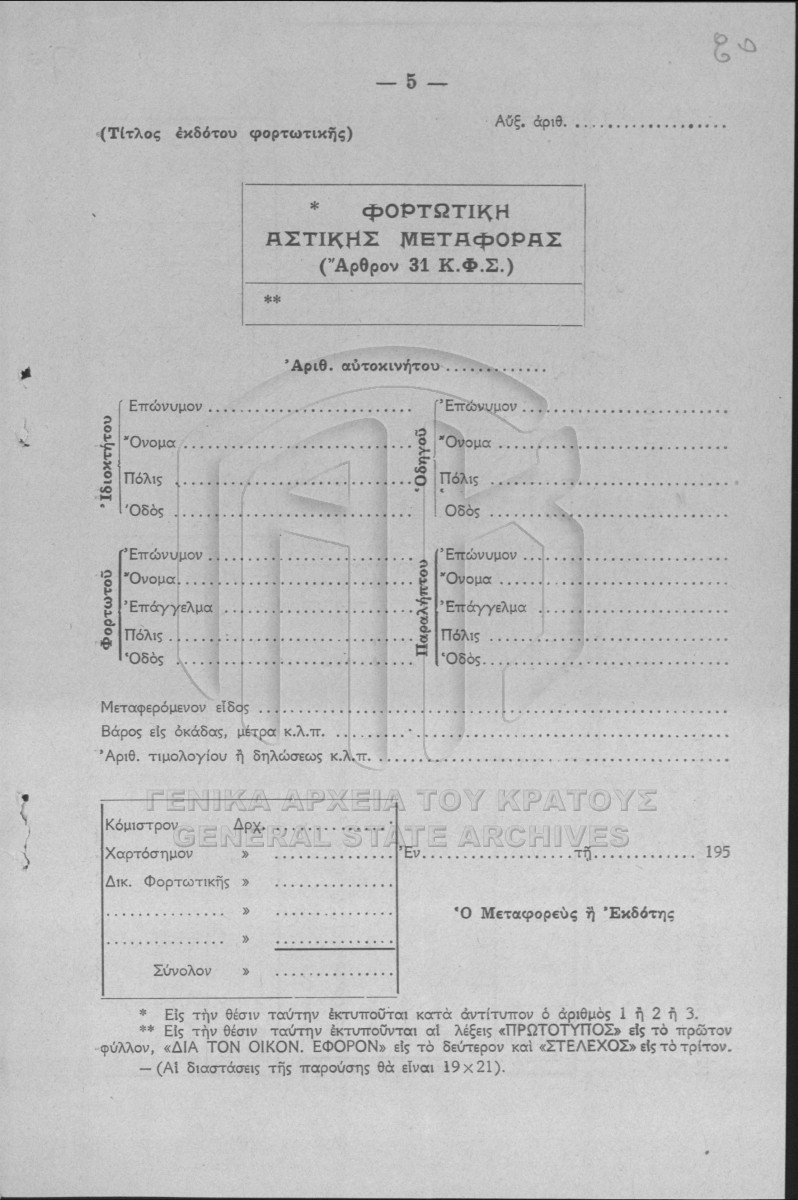 — 5 —
(Τίτλος ἐκδότου φορτωτικῆς)
Αὔξ. ἀριθ. ...................
* ΦΟΡΤΩΤΙΚΗ
ΑΣΤΙΚΗΣ ΜΕΤΑΦΟΡΑΣ
(Ἄρθρον 31 Κ.Φ.Σ.)
**
Ἀριθ. αὐτοκινήτου .............
Ἰδιοκτήτου
Ἐπώνυμον ........................
Ὄνομα ...........................
Πόλις ...........................
Ὁδὸς ............................
Ὁδηγοῦ
Ἐπώνυμον ........................
Ὄνομα ...........................
Πόλις ...........................
Ὁδὸς ............................
Φορτωτοῦ
Ἐπώνυμον ........................
Ὄνομα ...........................
Ἐπάγγελμα .......................
Πόλις ...........................
Ὁδὸς ............................
Παραλήπτου
Ἐπώνυμον ........................
Ὄνομα ...........................
Ἐπάγγελμα .......................
Πόλις ...........................
Ὁδὸς ............................
Μεταφερόμενον εἶδος ........................................
Βάρος εἰς ὀκάδας, μέτρα κ.λ.π. ........................................
Ἀριθ. τιμολογίου ἢ δηλώσεως κ.λ.π. ........................................
ΓΕΝΙΚΑ ΑΡΧΕΙΑ ΤΟΥ ΚΡΑΤΟΥΣ
GENERAL STATE ARCHIVES
Κόμιστρον Δρχ. ..............
Χαρτόσημον » ..............
Δικ. Φορτωτικῆς » ..............
.............. » ..............
.............. » ..............
Σύνολον » ..............
Ἐν..................τῇ............ 195
Ὁ Μεταφορεὺς ἢ Ἐκδότης
* Εἰς τὴν θέσιν ταύτην ἐκτυποῦται κατὰ ἀντίτυπον ὁ ἀριθμὸς 1 ἢ 2 ἢ 3.
** Εἰς τὴν θέσιν ταύτην ἐκτυποῦνται αἱ λέξεις «ΠΡΩΤΟΤΥΠΟΣ» εἰς τὸ πρῶτον
φύλλον, «ΔΙΑ ΤΟΝ ΟΙΚΟΝ. ΕΦΟΡΟΝ» εἰς τὸ δεύτερον καὶ «ΣΤΕΛΕΧΟΣ» εἰς τὸ τρίτον.
— (Αἱ διαστάσεις τῆς παρούσης θὰ εἶναι 19×21).